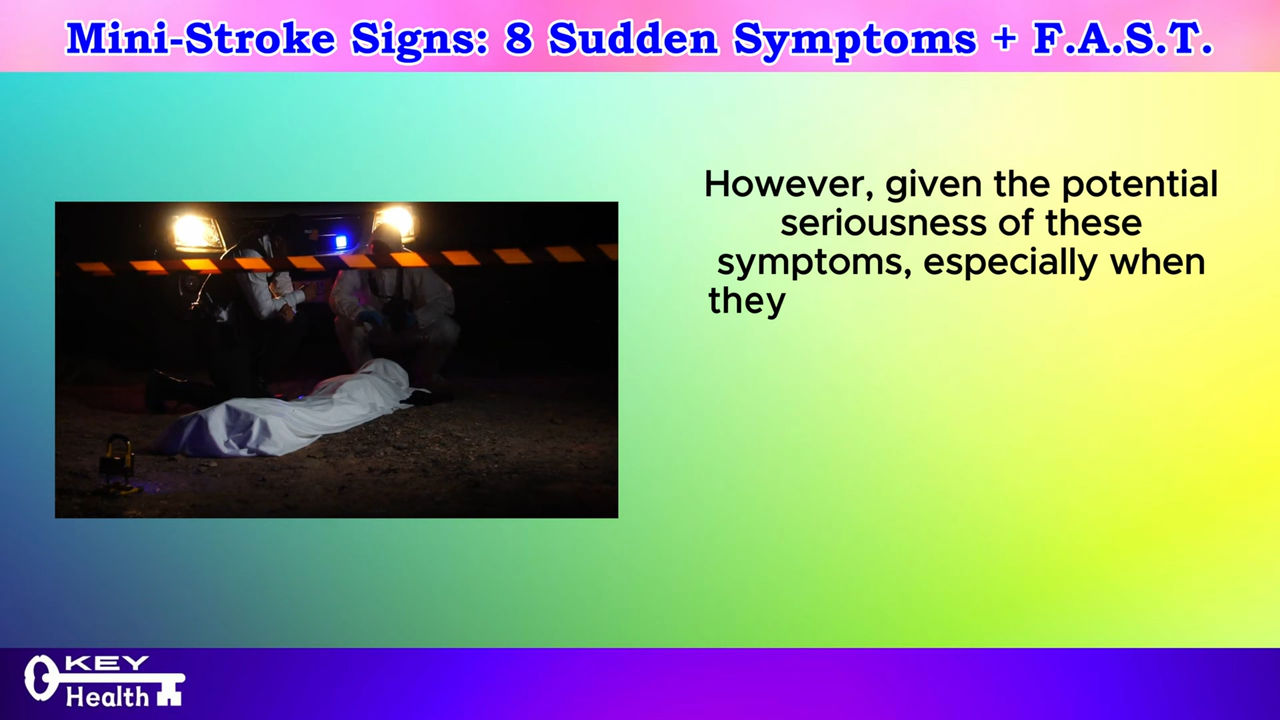 Mini-Stroke Signs: 8 Sudden Symptoms + F.A.S.T.
However, given the potential
seriousness of these
symptoms, especially when
they
KEY
Health